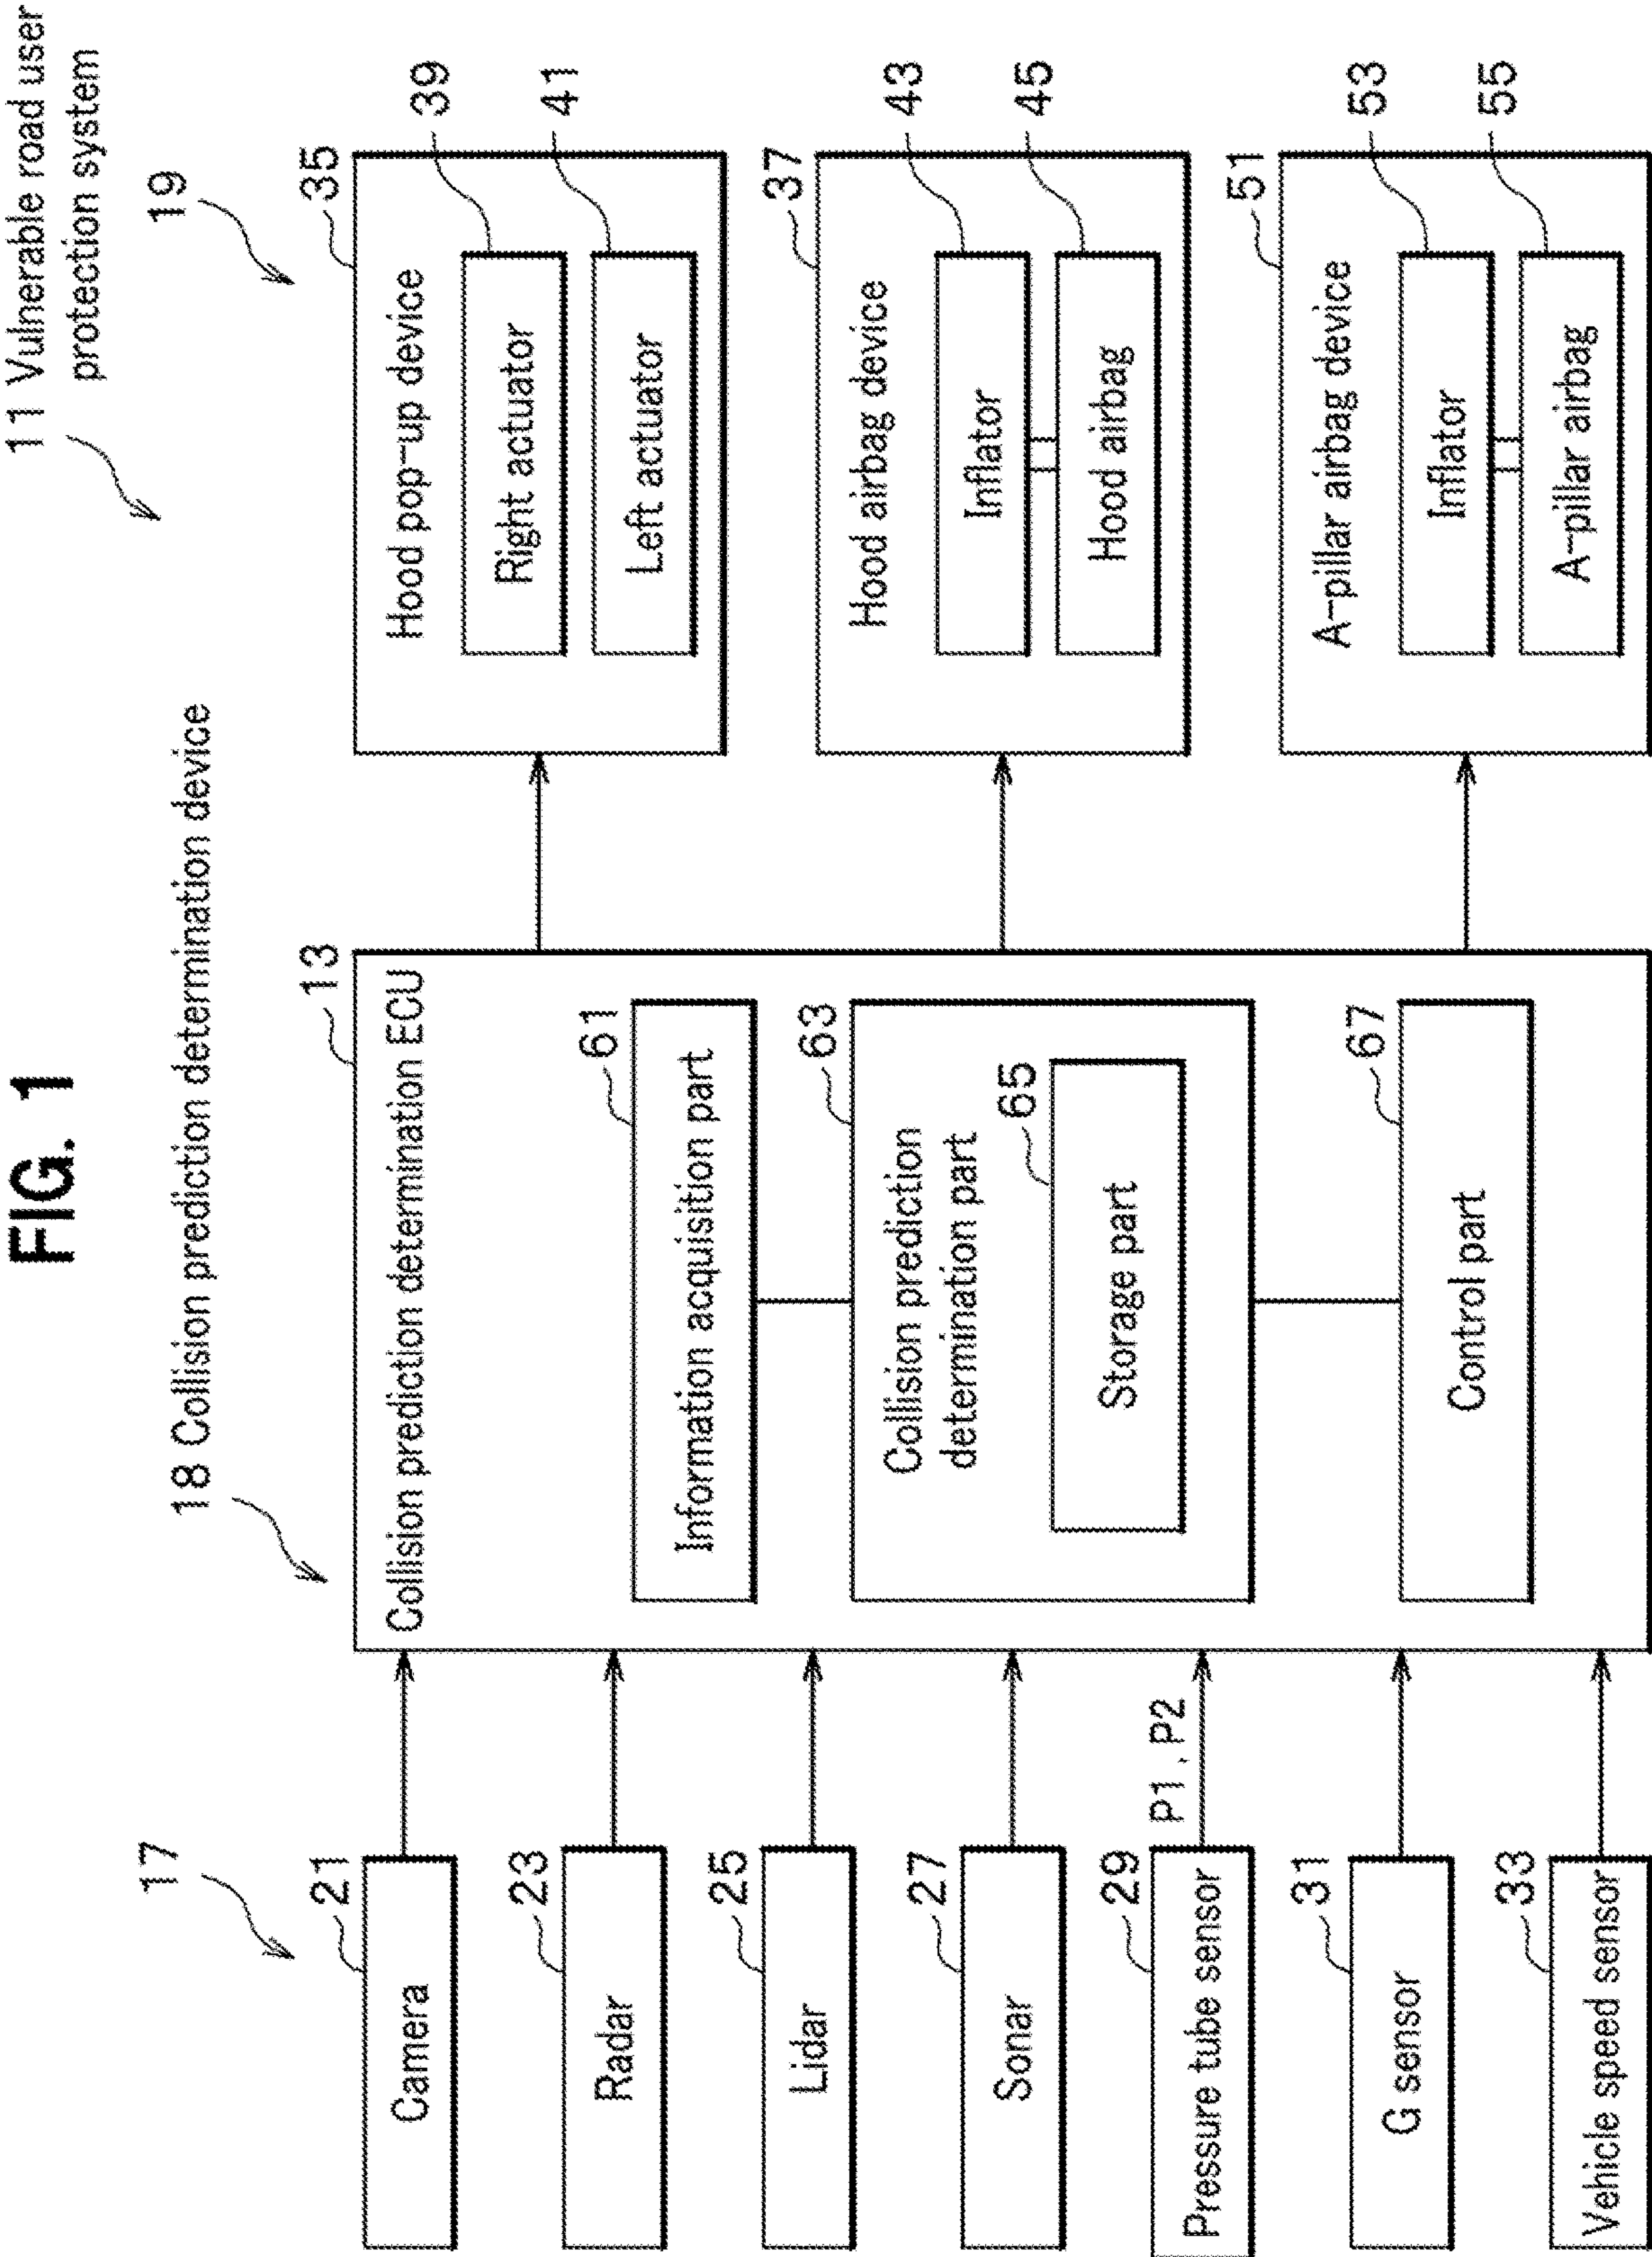 FIG. 1
11 Vulnerable road user
protection system
18 Collision prediction determination device
17
19
21
Camera
23
Radar
25
Lidar
27
Sonar
29
Pressure tube sensor
P1, P2
31
G sensor
33
Vehicle speed sensor
13
Collision prediction determination ECU
61
Information acquisition part
63
Collision prediction
determination part
65
Storage part
67
Control part
35
Hood pop-up device
Right actuator
39
Left actuator
41
37
Hood airbag device
Inflator
43
Hood airbag
45
51
A-pillar airbag device
Inflator
53
A-pillar airbag
55